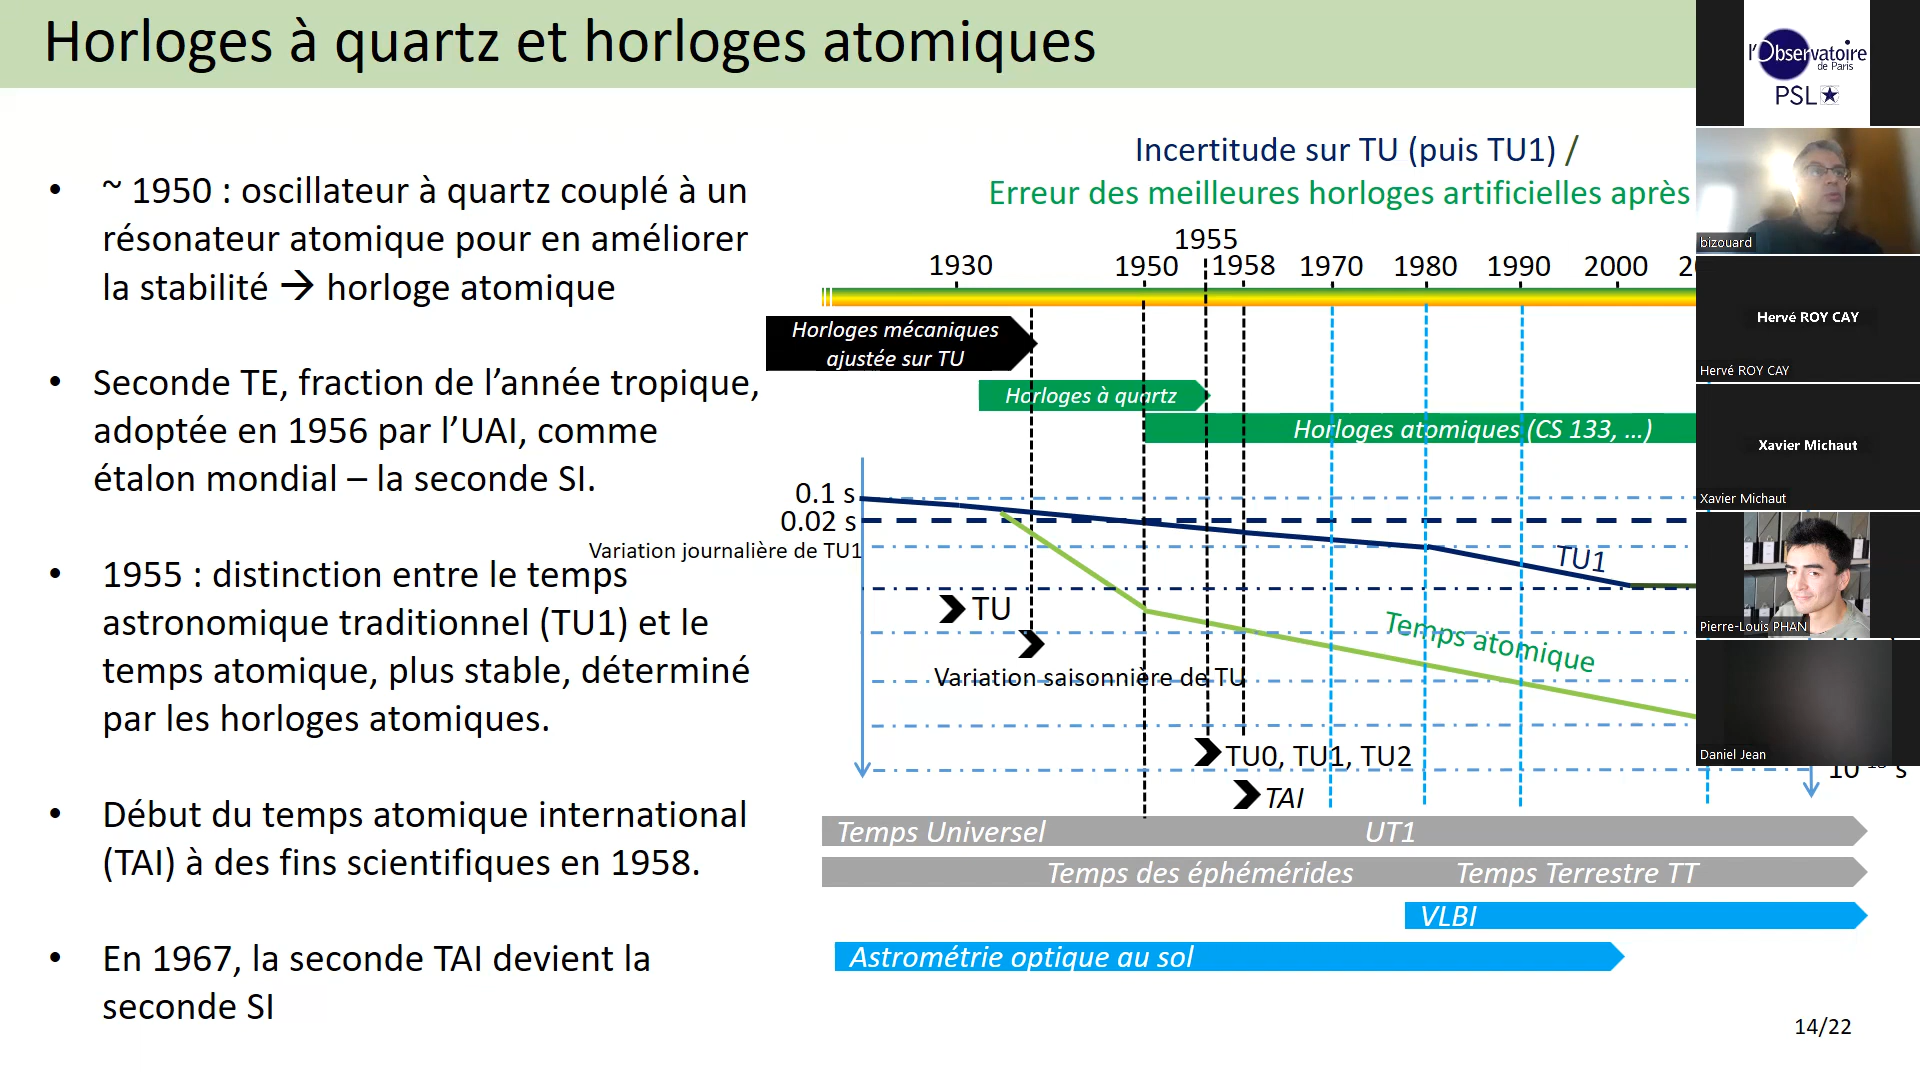 Horloges à quartz et horloges atomiques
• ~ 1950 : oscillateur à quartz couplé à un
résonateur atomique pour en améliorer
la stabilité → horloge atomique
• Seconde TE, fraction de l’année tropique,
adoptée en 1956 par l’UAI, comme
étalon mondial – la seconde SI.
• 1955 : distinction entre le temps
astronomique traditionnel (TU1) et le
temps atomique, plus stable, déterminé
par les horloges atomiques.
• Début du temps atomique international
(TAI) à des fins scientifiques en 1958.
• En 1967, la seconde TAI devient la
seconde SI
Incertitude sur TU (puis TU1) /
Erreur des meilleures horloges artificielles après
1955
1930 1950 1958 1970 1980 1990 2000
Horloges mécaniques
ajustée sur TU
Horloges à quartz
Horloges atomiques (CS 133, ...)
0.1 s
0.02 s
Variation journalière de TU1
TU1
TU
Temps atomique
Variation saisonnière de TU
TU0, TU1, TU2
TAI
Temps Universel UT1
Temps des éphémérides Temps Terrestre TT
VLBI
Astrométrie optique au sol
14/22
l'Observatoire
de Paris
PSL
bizouard
Hervé ROY CAY
Hervé ROY CAY
Xavier Michaut
Xavier Michaut
Pierre-Louis PHAN
Daniel Jean